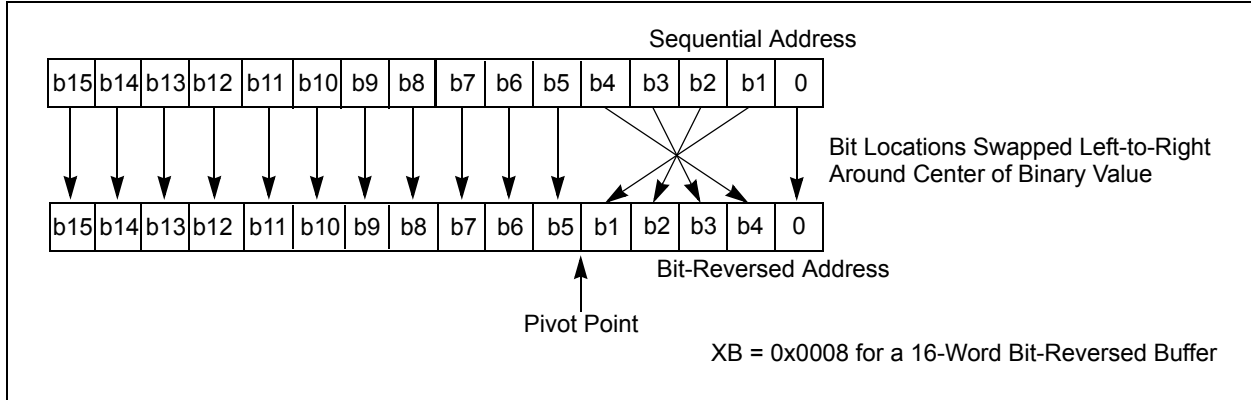 Sequential Address
b15 b14 b13 b12 b11 b10 b9 b8 b7 b6 b5 b4 b3 b2 b1 0
Bit Locations Swapped Left-to-Right
Around Center of Binary Value
b15 b14 b13 b12 b11 b10 b9 b8 b7 b6 b5 b1 b2 b3 b4 0
Bit-Reversed Address
Pivot Point
XB = 0x0008 for a 16-Word Bit-Reversed Buffer